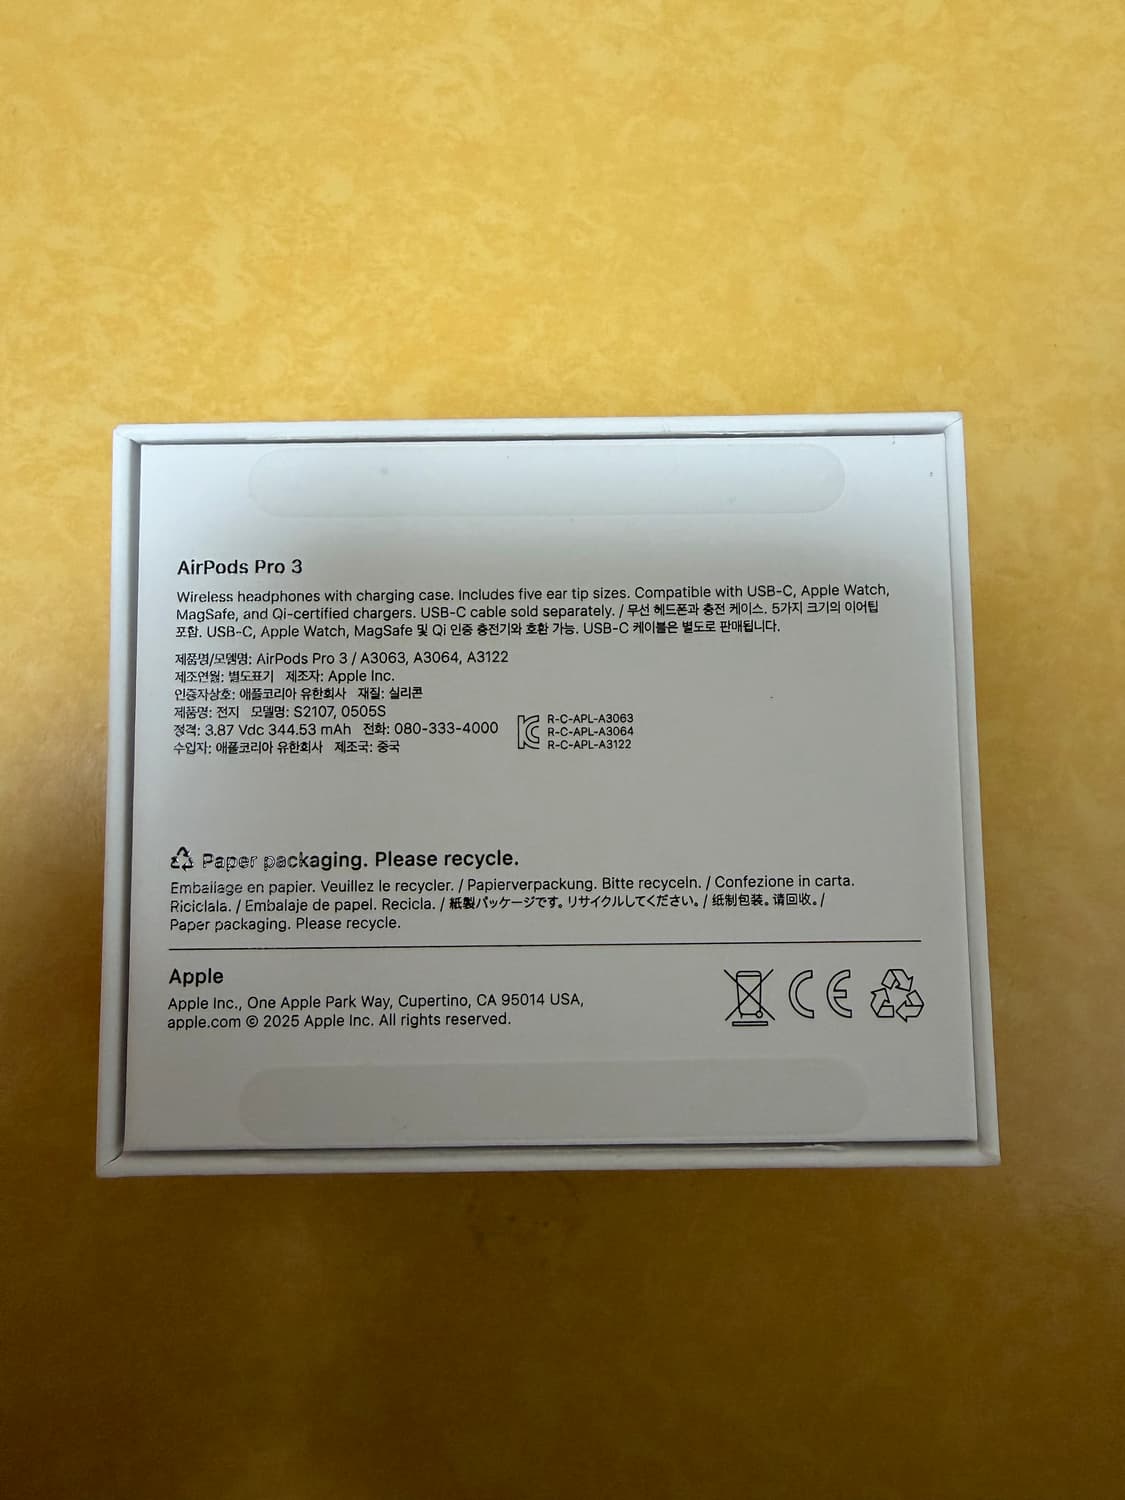 AirPods Pro 3
Wireless headphones with charging case. Includes five ear tip sizes. Compatible with USB-C, Apple Watch,
MagSafe, and Qi-certified chargers. USB-C cable sold separately. / 무선 헤드폰과 충전 케이스. 5가지 크기의 이어팁
포함. USB-C, Apple Watch, MagSafe 및 Qi 인증 충전기와 호환 가능. USB-C 케이블은 별도로 판매됩니다.
제품명/모델명: AirPods Pro 3 / A3063, A3064, A3122
제조연월: 별도표기 제조자: Apple Inc.
인증자상호: 애플코리아 유한회사 재질: 실리콘
제품명: 전지 모델명: S2107, 0505S
정격: 3.87 Vdc 344.53 mAh 전화: 080-333-4000
수입자: 애플코리아 유한회사 제조국: 중국
R-C-APL-A3063
R-C-APL-A3064
R-C-APL-A3122
Paper packaging. Please recycle.
Emballage en papier. Veuillez le recycler. / Papierverpackung. Bitte recyceln. / Confezione in carta.
Riciclala. / Embalaje de papel. Recicla. / 紙製パッケージです。リサイクルしてください。/ 纸制包装。请回收。/
Paper packaging. Please recycle.
Apple
Apple Inc., One Apple Park Way, Cupertino, CA 95014 USA,
apple.com © 2025 Apple Inc. All rights reserved.
CE